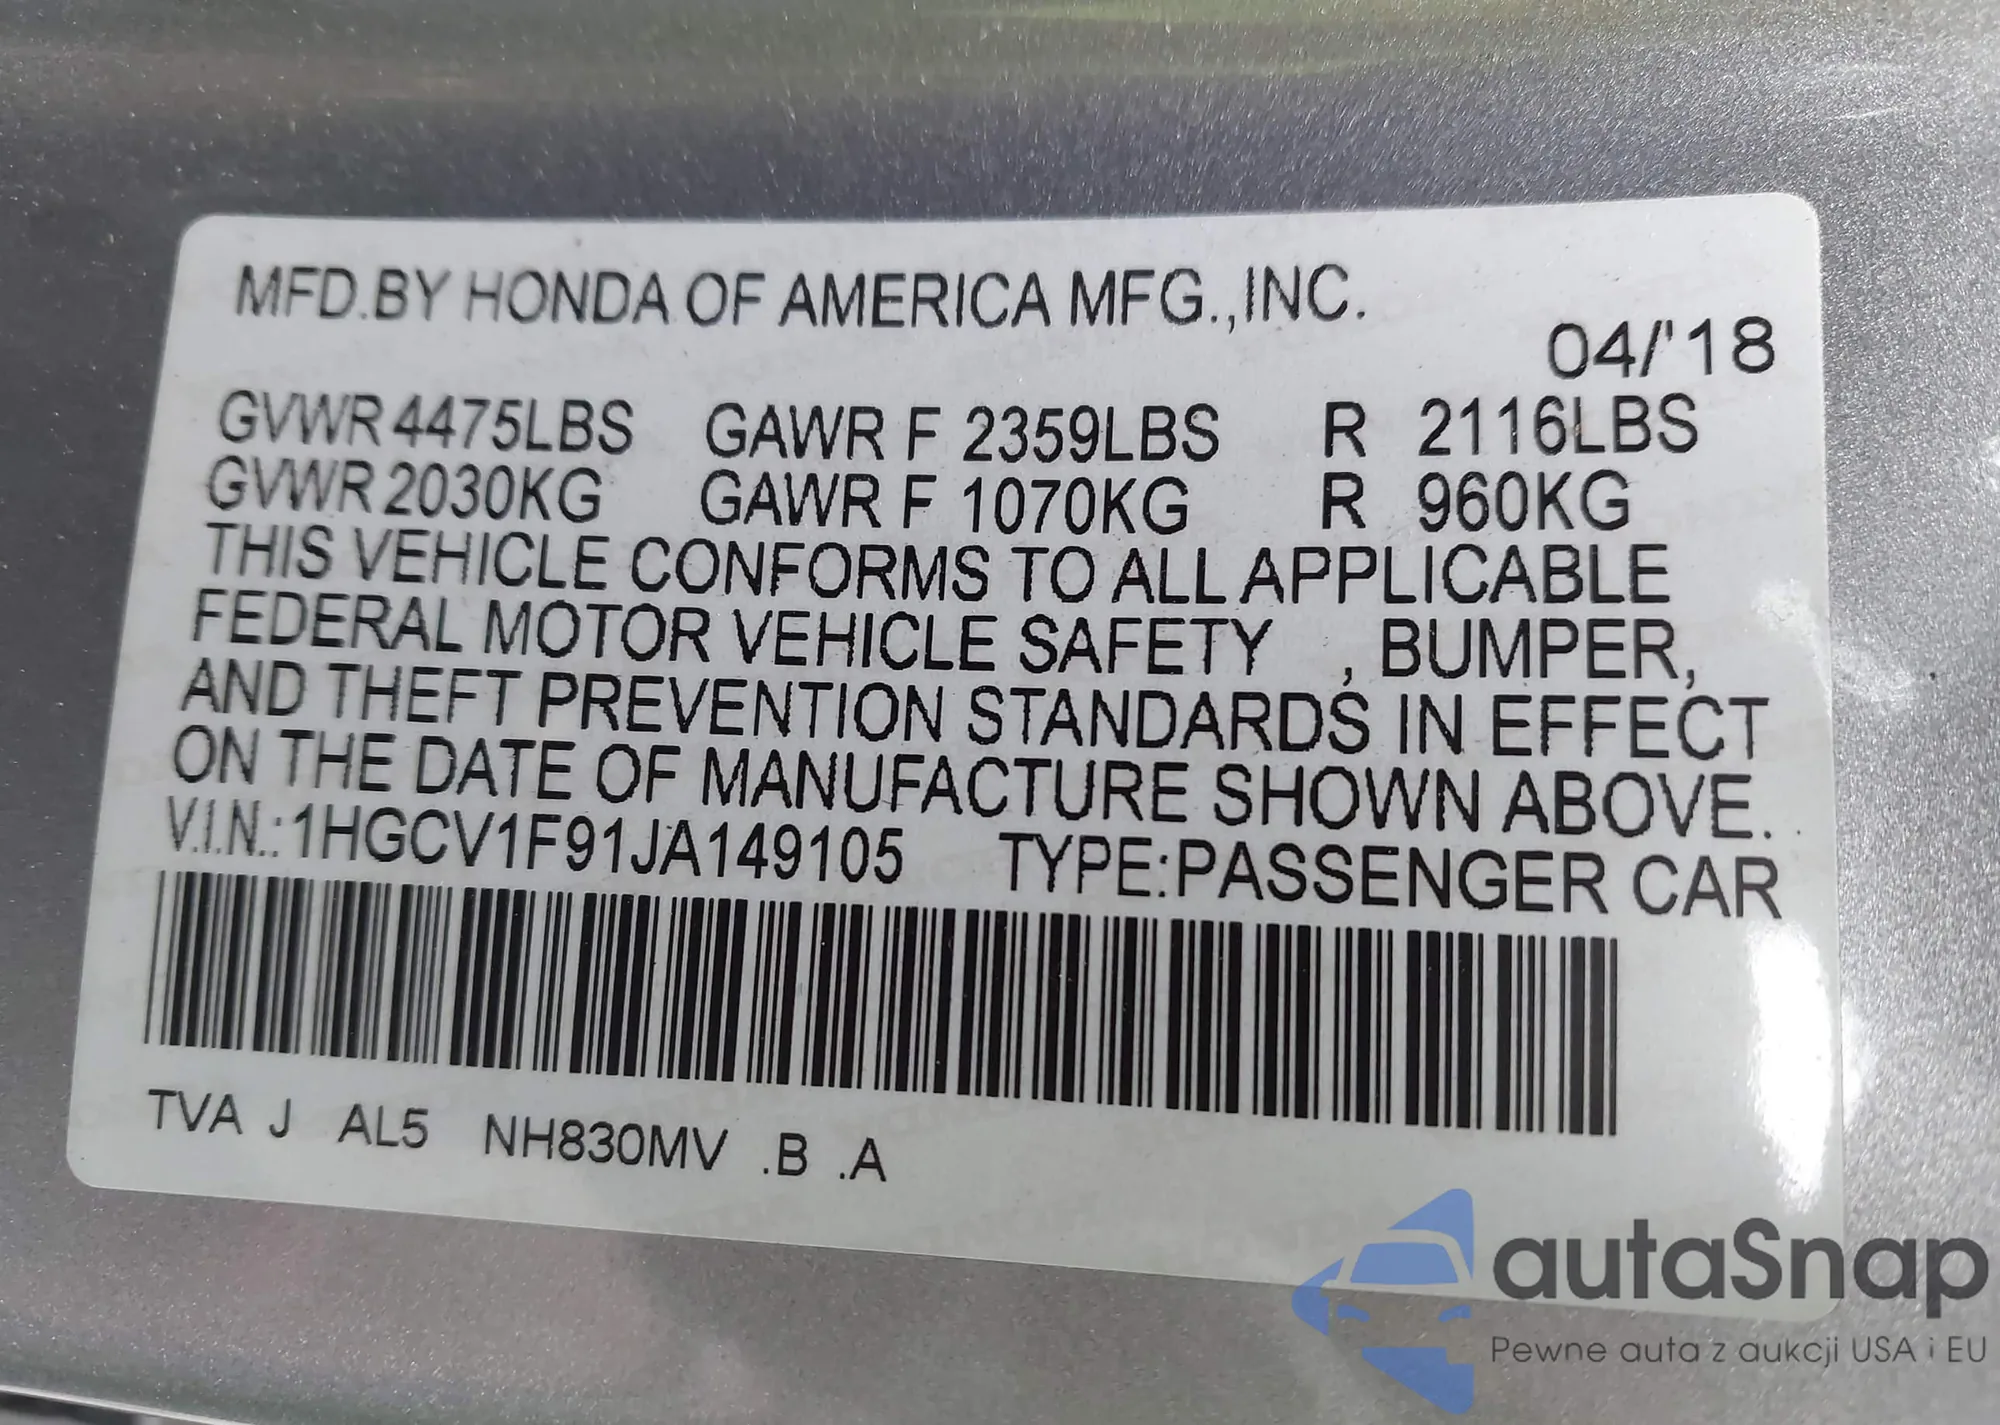 MFD.BY HONDA OF AMERICA MFG.,INC.
04/'18
GVWR 4475LBS GAWR F 2359LBS R 2116LBS
GVWR 2030KG GAWR F 1070KG R 960KG
THIS VEHICLE CONFORMS TO ALL APPLICABLE
FEDERAL MOTOR VEHICLE SAFETY , BUMPER,
AND THEFT PREVENTION STANDARDS IN EFFECT
ON THE DATE OF MANUFACTURE SHOWN ABOVE.
V.I.N.:1HGCV1F91JA149105 TYPE:PASSENGER CAR
TVA J AL5 NH830MV .B .A
autaSnap
Pewne auta z aukcji USA i EU